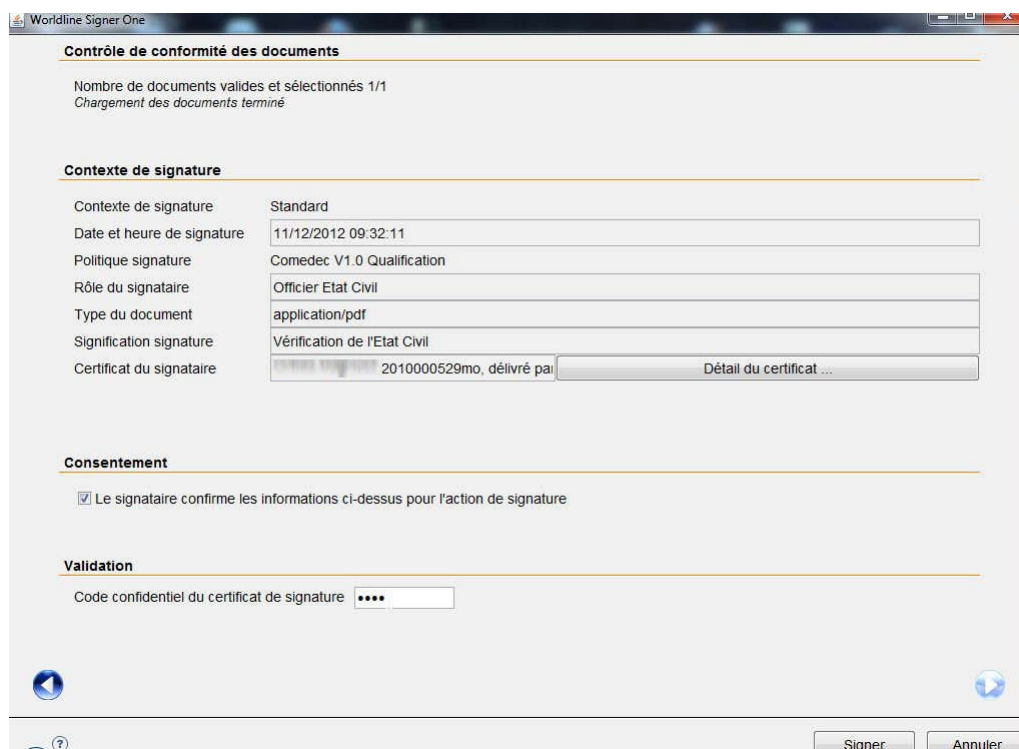 Worldline Signer One
Contrôle de conformité des documents
Nombre de documents valides et sélectionnés 1/1
Chargement des documents terminé
Contexte de signature
Contexte de signature Standard
Date et heure de signature 11/12/2012 09:32:11
Politique signature Comedec V1.0 Qualification
Rôle du signataire Officier Etat Civil
Type du document application/pdf
Signification signature Vérification de l'Etat Civil
Certificat du signataire 2010000529mo, délivré par Détail du certificat ...
Consentement
Le signataire confirme les informations ci-dessus pour l'action de signature
Validation
Code confidentiel du certificat de signature ••••
?
Signer Annuler